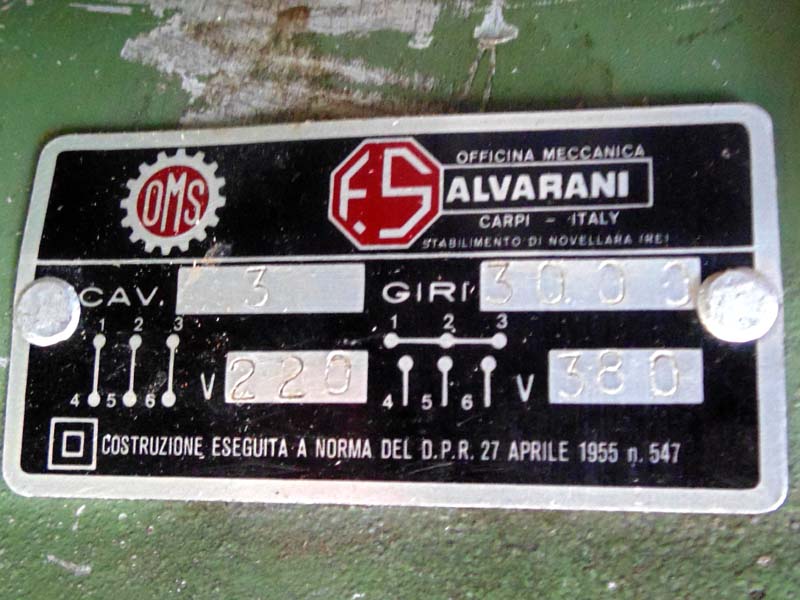 OMS
F.S
OFFICINA MECCANICA
ALVARANI
CARPI - ITALY
STABILIMENTO DI NOVELLARA (RE)
CAV. 3 GIRI 3000
1 2 3
4 5 6
V 220
1 2 3
4 5 6
V 380
COSTRUZIONE ESEGUITA A NORMA DEL D.P.R. 27 APRILE 1955 n. 547